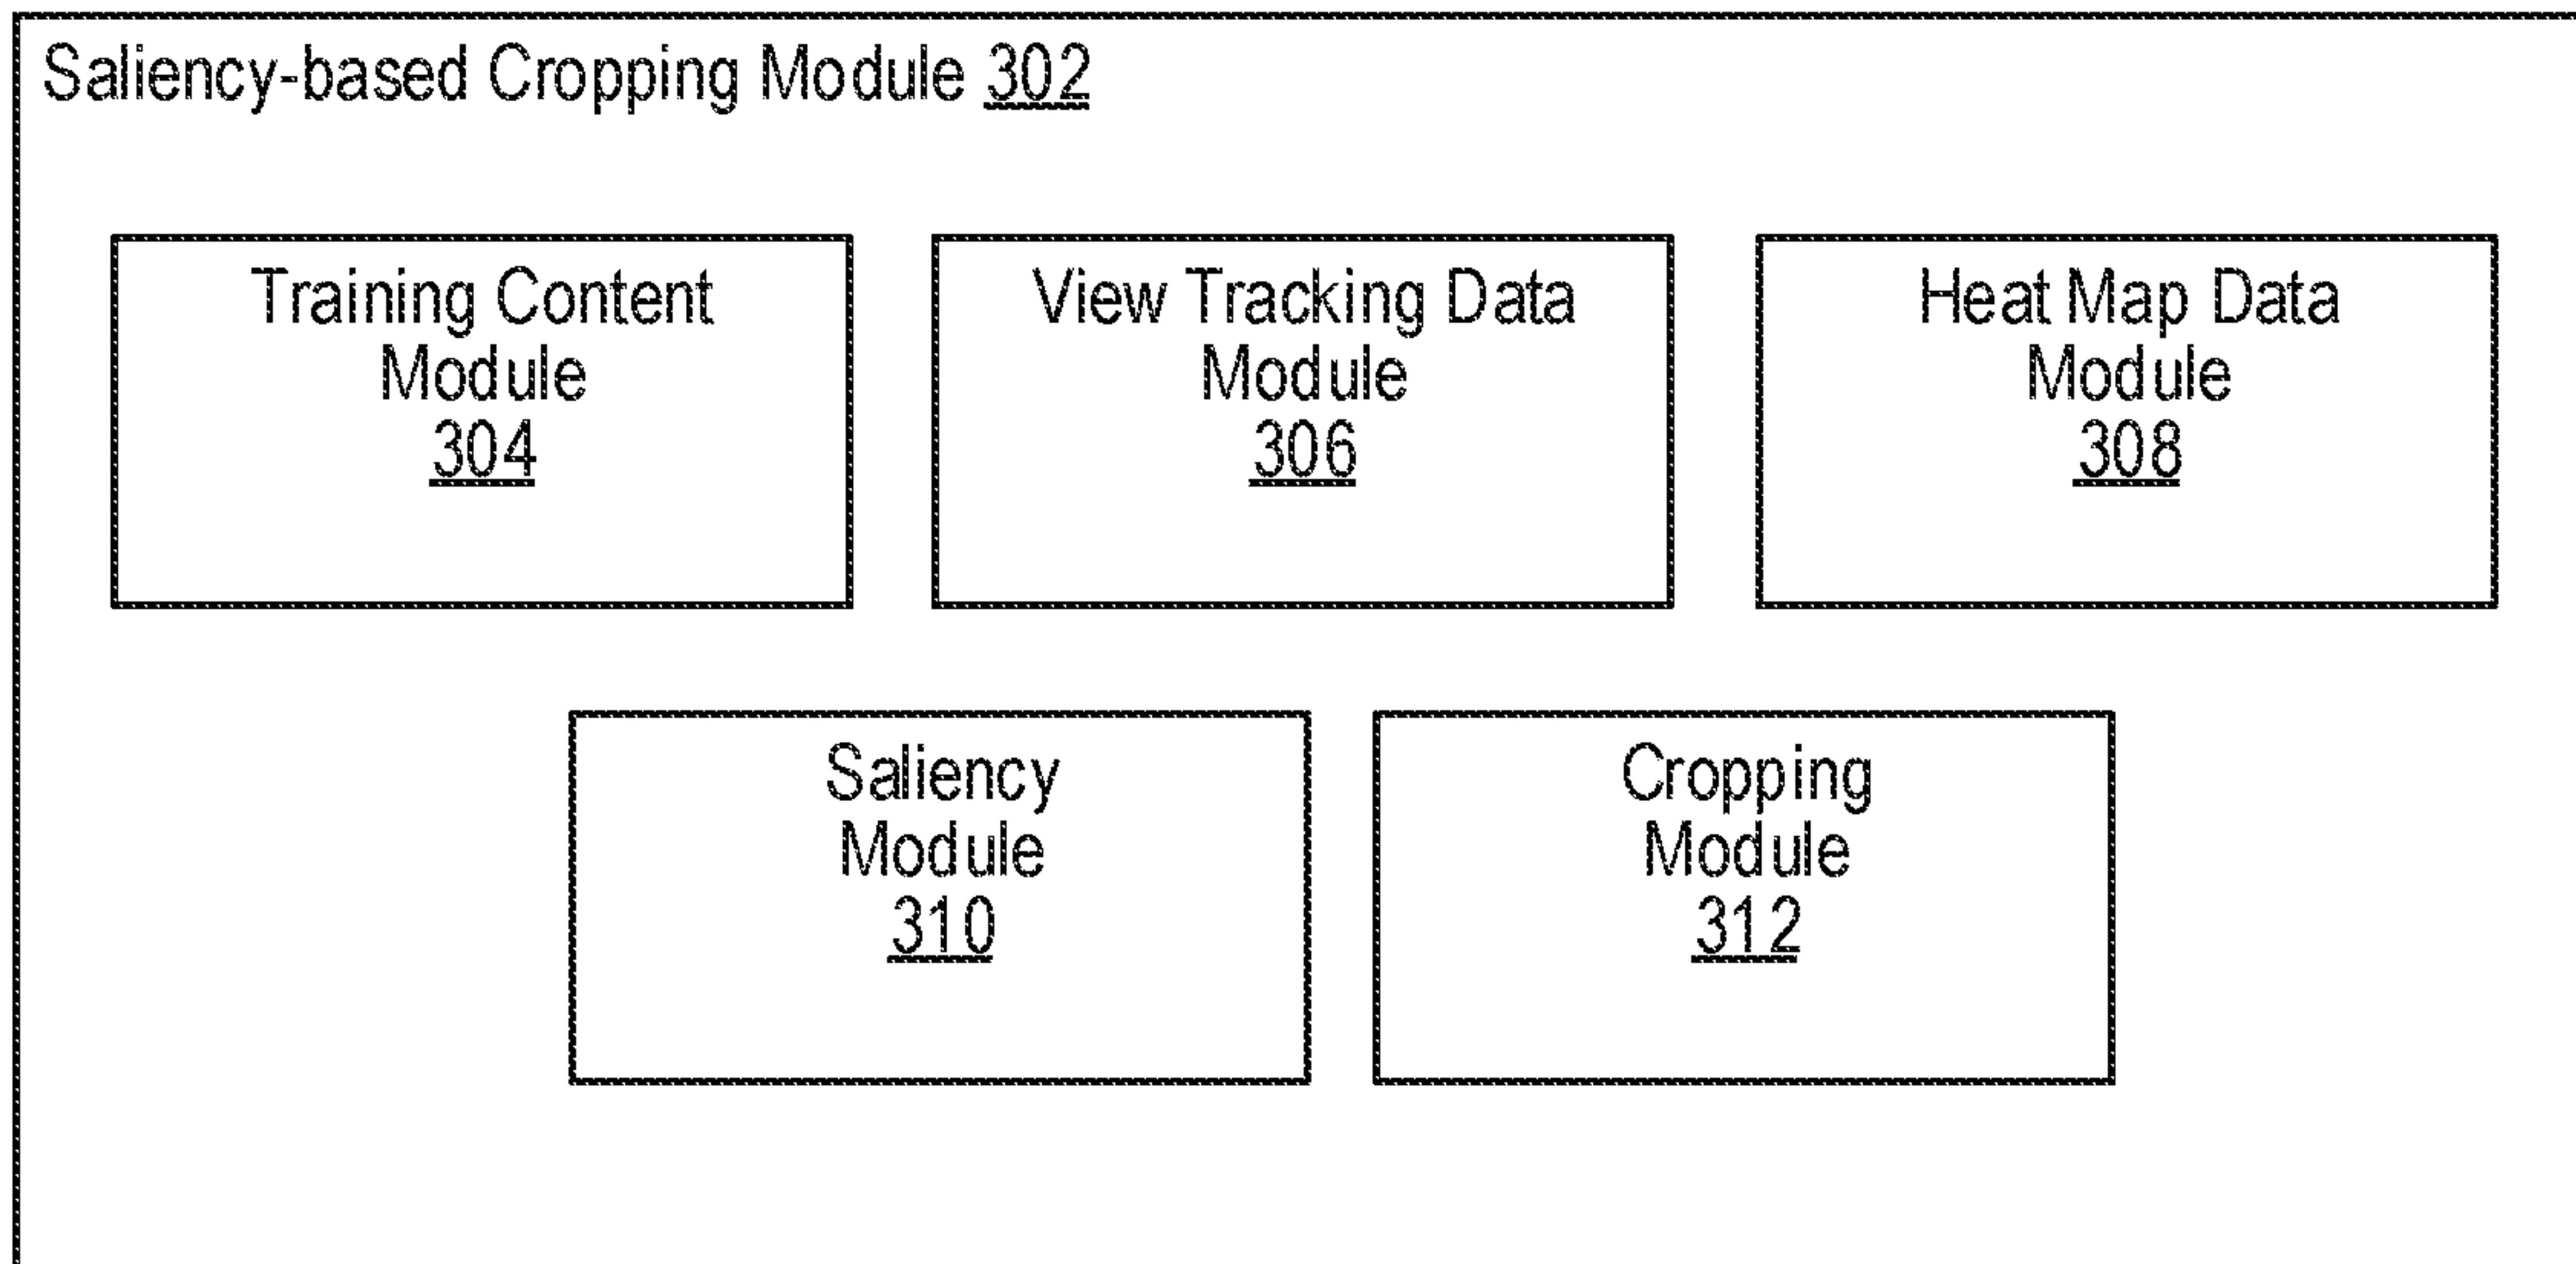 Saliency-based Cropping Module 302
Training Content
Module
304
View Tracking Data
Module
306
Heat Map Data
Module
308
Saliency
Module
310
Cropping
Module
312